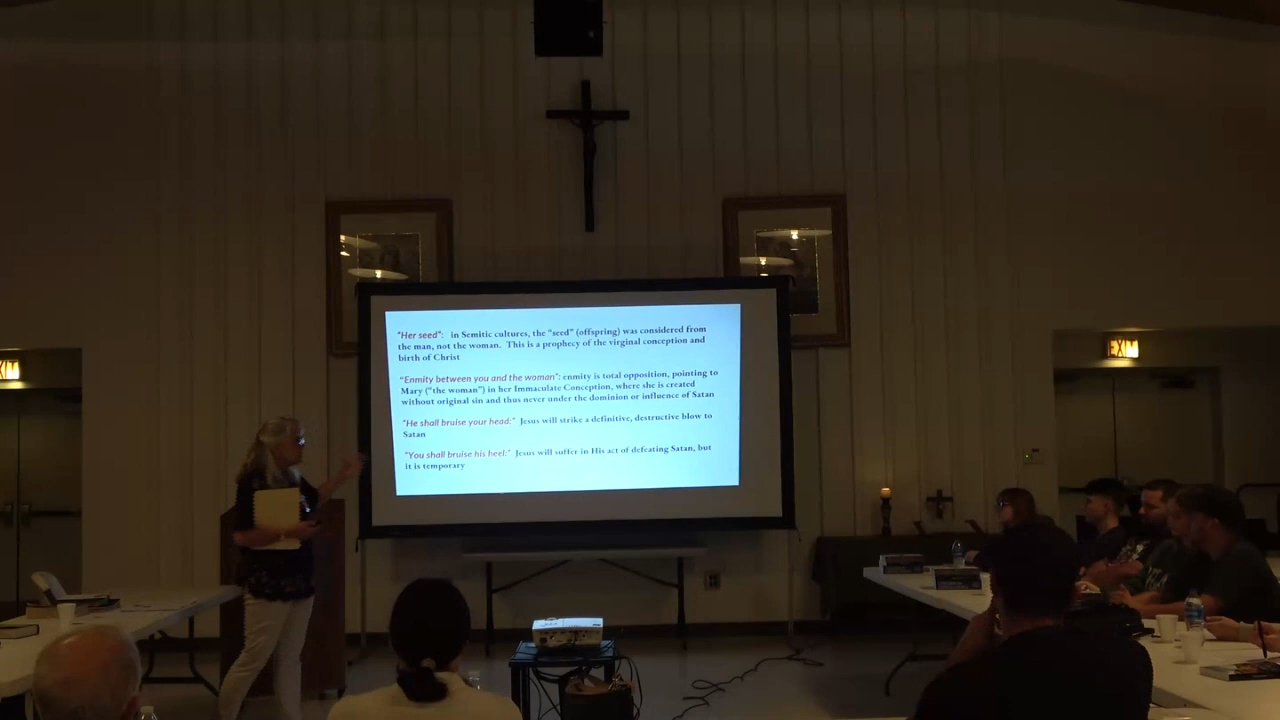 "Her seed": in Semitic cultures, the "seed" (offspring) was considered from
the man, not the woman. This is a prophecy of the virginal conception and
birth of Christ
"Enmity between you and the woman": enmity is total opposition, pointing to
Mary ("the woman") in her Immaculate Conception, where she is created
without original sin and thus never under the dominion or influence of Satan
"He shall bruise your head:" Jesus will strike a definitive, destructive blow to
Satan
"You shall bruise his heel:" Jesus will suffer in His act of defeating Satan, but
it is temporary
EXIT